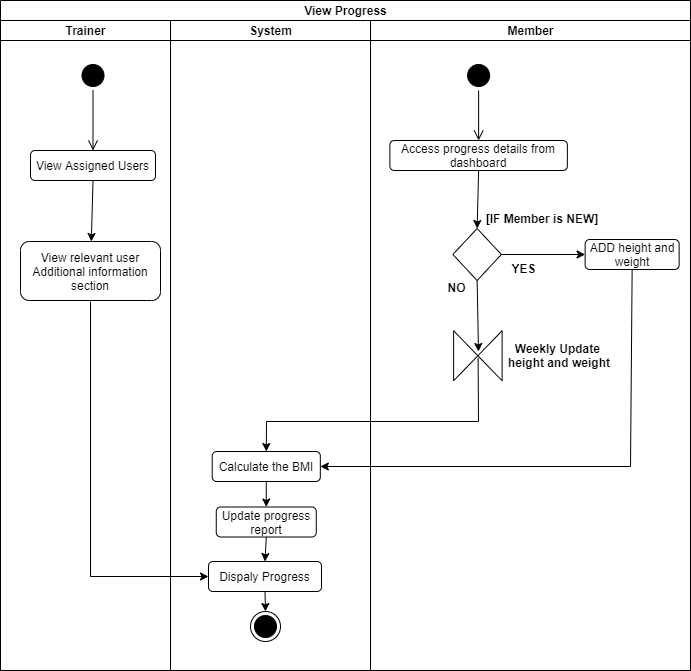 View Progress
Trainer
System
Member
View Assigned Users
Access progress details from
dashboard
[IF Member is NEW]
View relevant user
Additional information
section
ADD height and
weight
YES
NO
Weekly Update
height and weight
Calculate the BMI
Update progress
report
Dispaly Progress